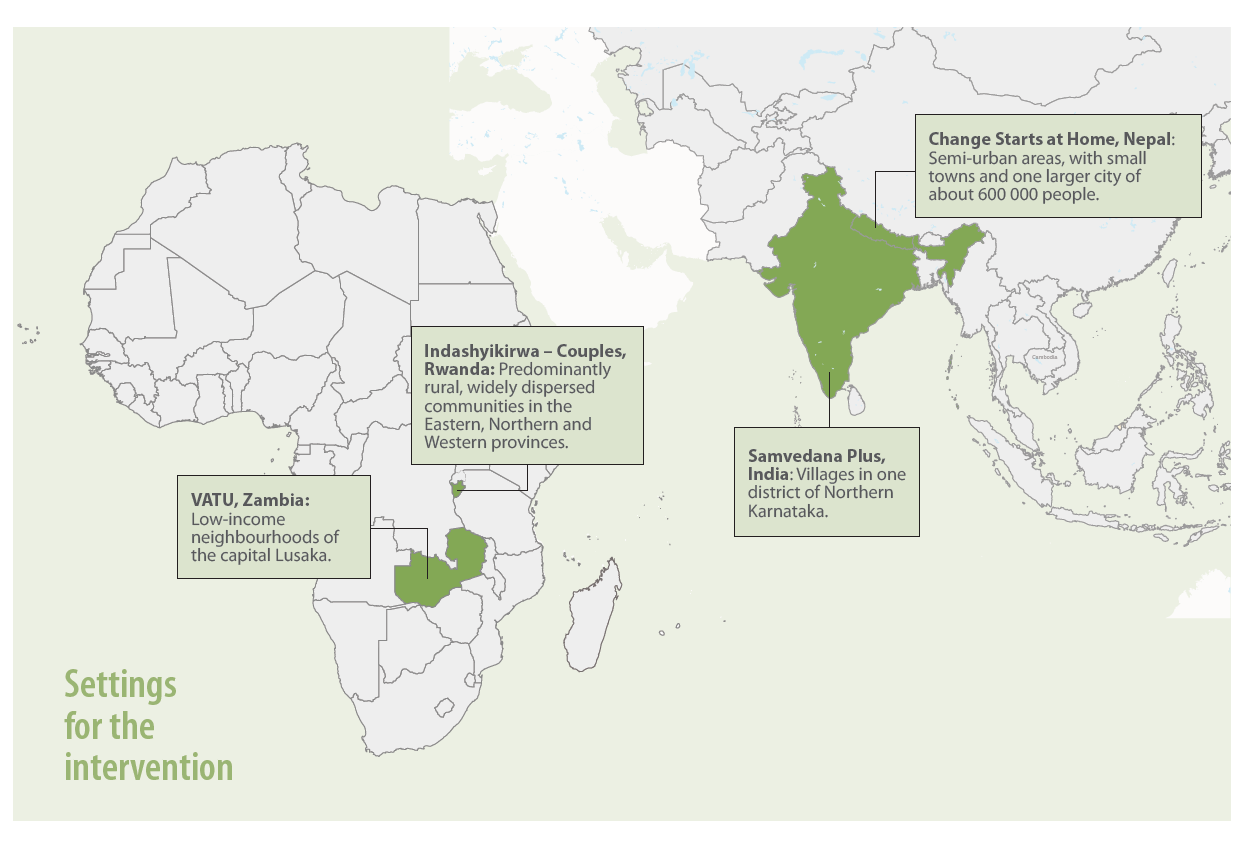 Change Starts at Home, Nepal:
Semi-urban areas, with small
towns and one larger city of
about 600 000 people.
Indashyikirwa – Couples,
Rwanda: Predominantly
rural, widely dispersed
communities in the
Eastern, Northern and
Western provinces.
Cambodia
Samvedana Plus,
India: Villages in one
district of Northern
Karnataka.
VATU, Zambia:
Low-income
neighbourhoods of
the capital Lusaka.
Settings
for the
intervention